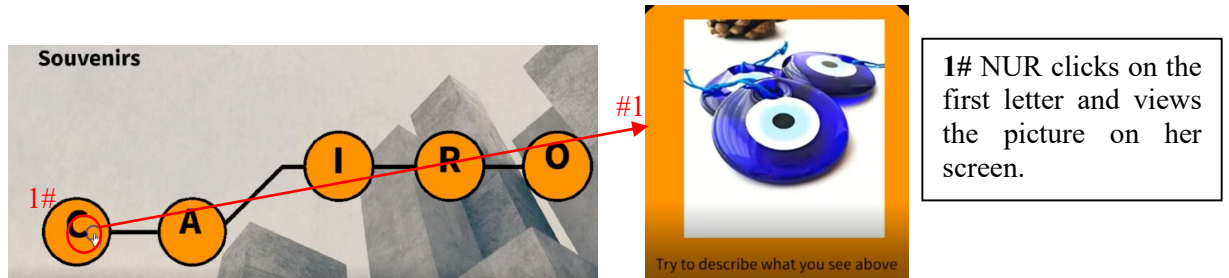 Souvenirs
1#
C A I R O
#1
Try to describe what you see above
1# NUR clicks on the
first letter and views
the picture on her
screen.